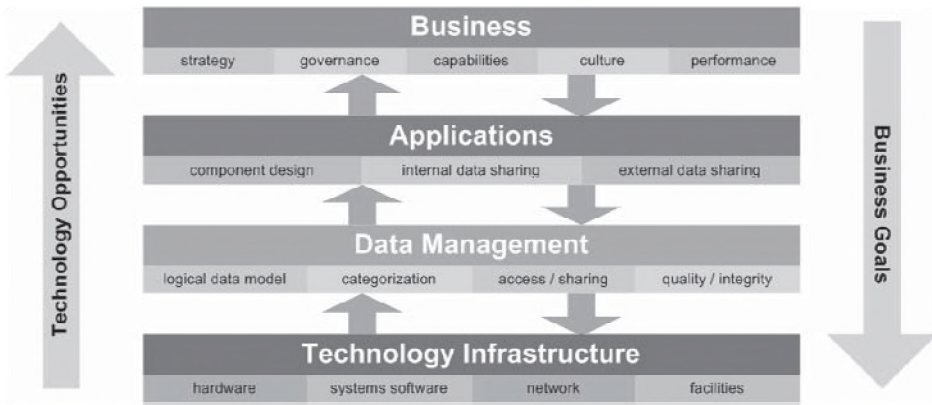 Business
strategy governance capabilities culture performance
Applications
component design internal data sharing external data sharing
Data Management
logical data model categorization access / sharing quality / integrity
Technology Infrastructure
hardware systems software network facilities
Technology Opportunities
Business Goals